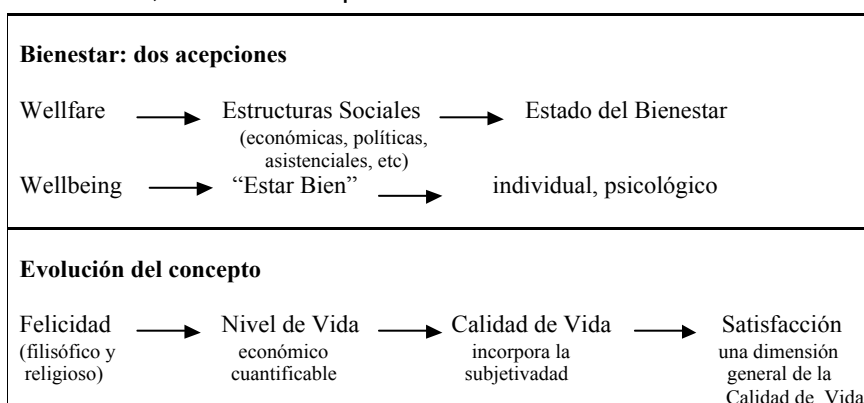 Bienestar: dos acepciones
Wellfare Estructuras Sociales Estado del Bienestar
(económicas, políticas,
asistenciales, etc)
Wellbeing “Estar Bien” individual, psicológico
Evolución del concepto
Felicidad Nivel de Vida Calidad de Vida Satisfacción
(filisófico y económico incorpora la una dimensión
religioso) cuantificable subjetivadad general de la
Calidad de Vida